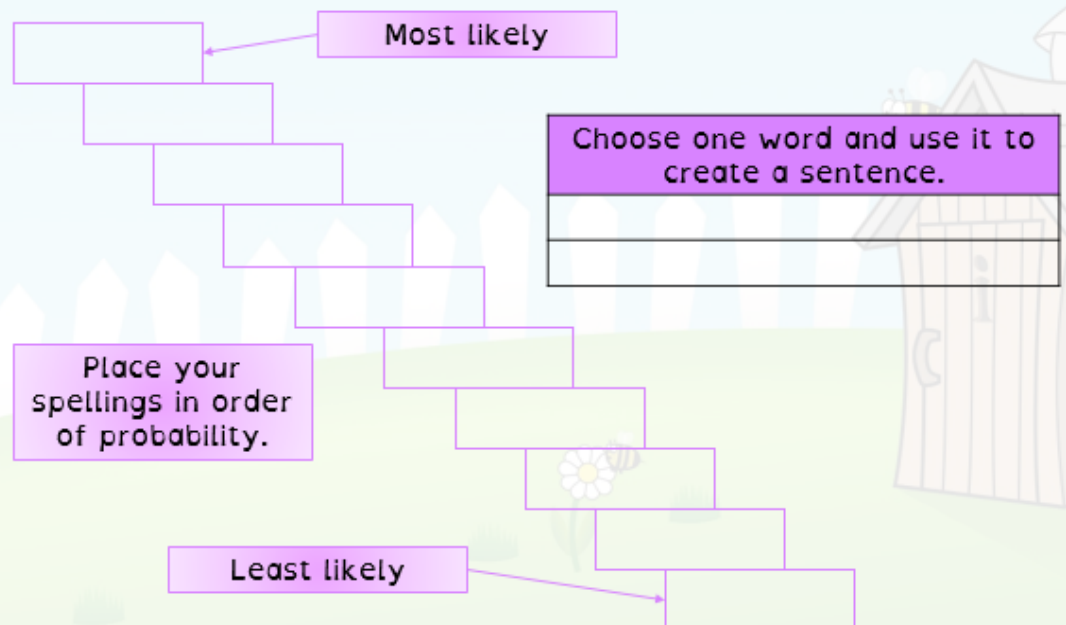 Most likely
Choose one word and use it to
create a sentence.
Place your
spellings in order
of probability.
Least likely